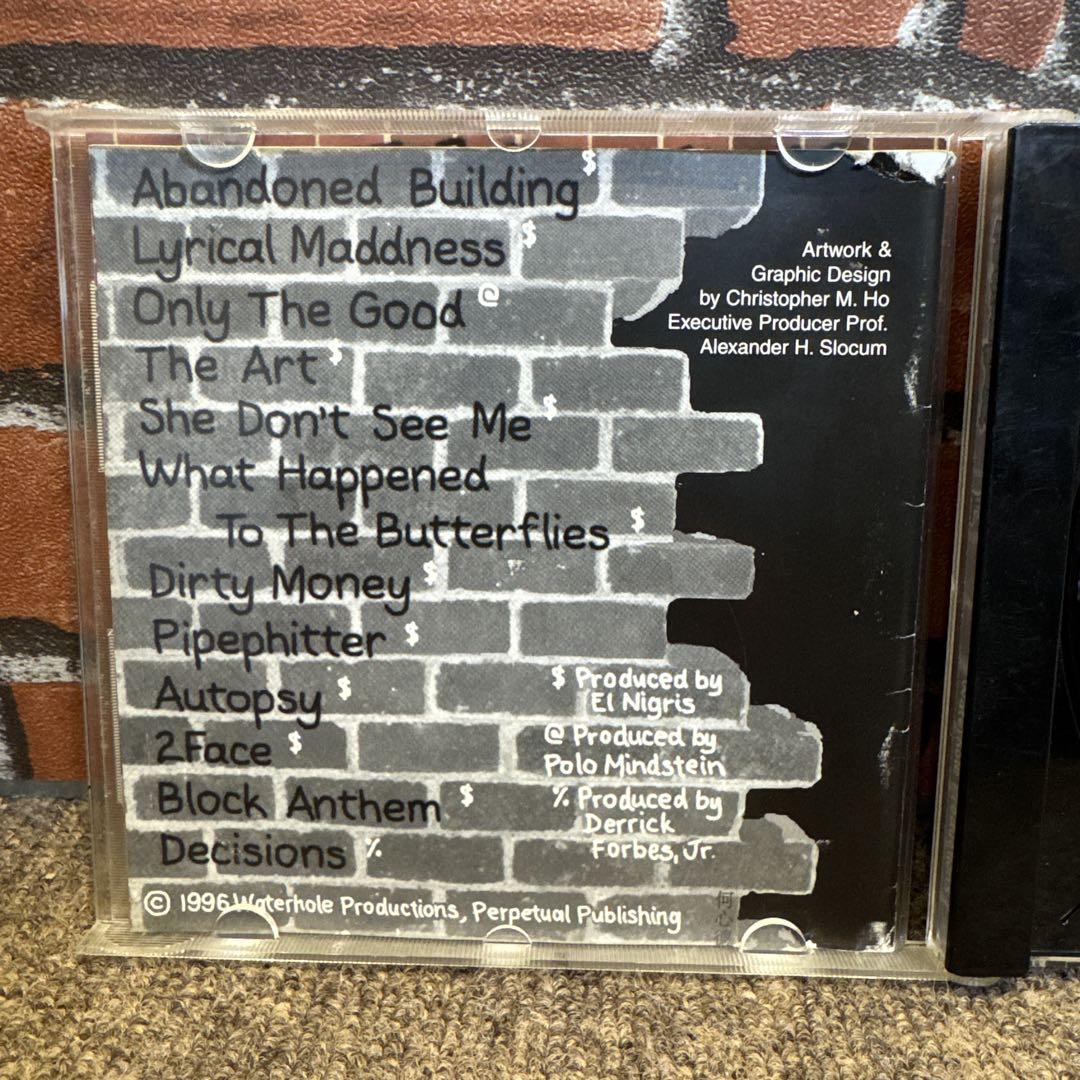 Abandoned Building $
Lyrical Maddness $
Only The Good @
The Art $
She Don't See Me $
What Happened
To The Butterflies $
Dirty Money $
Pipephitter $
Autopsy $
2Face $
Block Anthem $
Decisions %
Artwork &
Graphic Design
by Christopher M. Ho
Executive Producer Prof.
Alexander H. Slocum
$ Produced by
El Nigris
@ Produced by
Polo Mindstein
% Produced by
Derrick
Forbes, Jr.
© 1996 Waterhole Productions, Perpetual Publishing